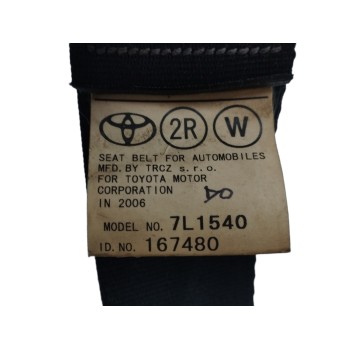 2R W
SEAT BELT FOR AUTOMOBILES
MFD. BY TRCZ s.r.o.
FOR TOYOTA MOTOR
CORPORATION
IN 2006
MODEL NO. 7L1540
ID. NO. 167480